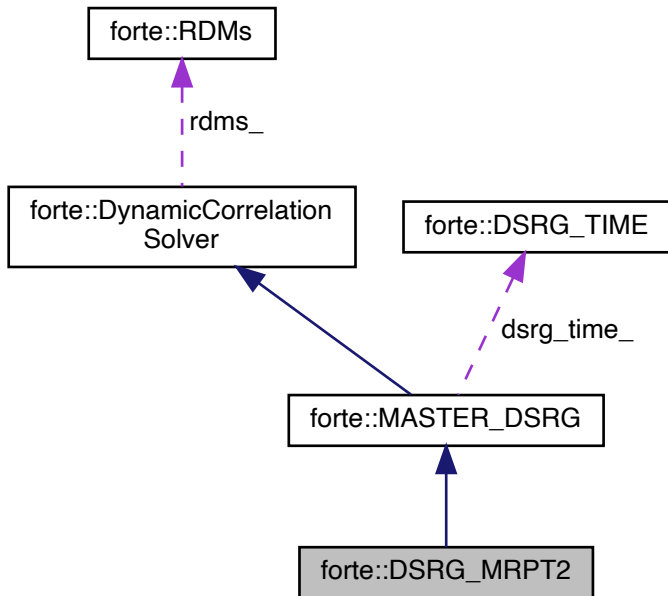 forte::RDMs
rdms_
forte::DynamicCorrelation
Solver
forte::DSRG_TIME
dsrg_time_
forte::MASTER_DSRG
forte::DSRG_MRPT2